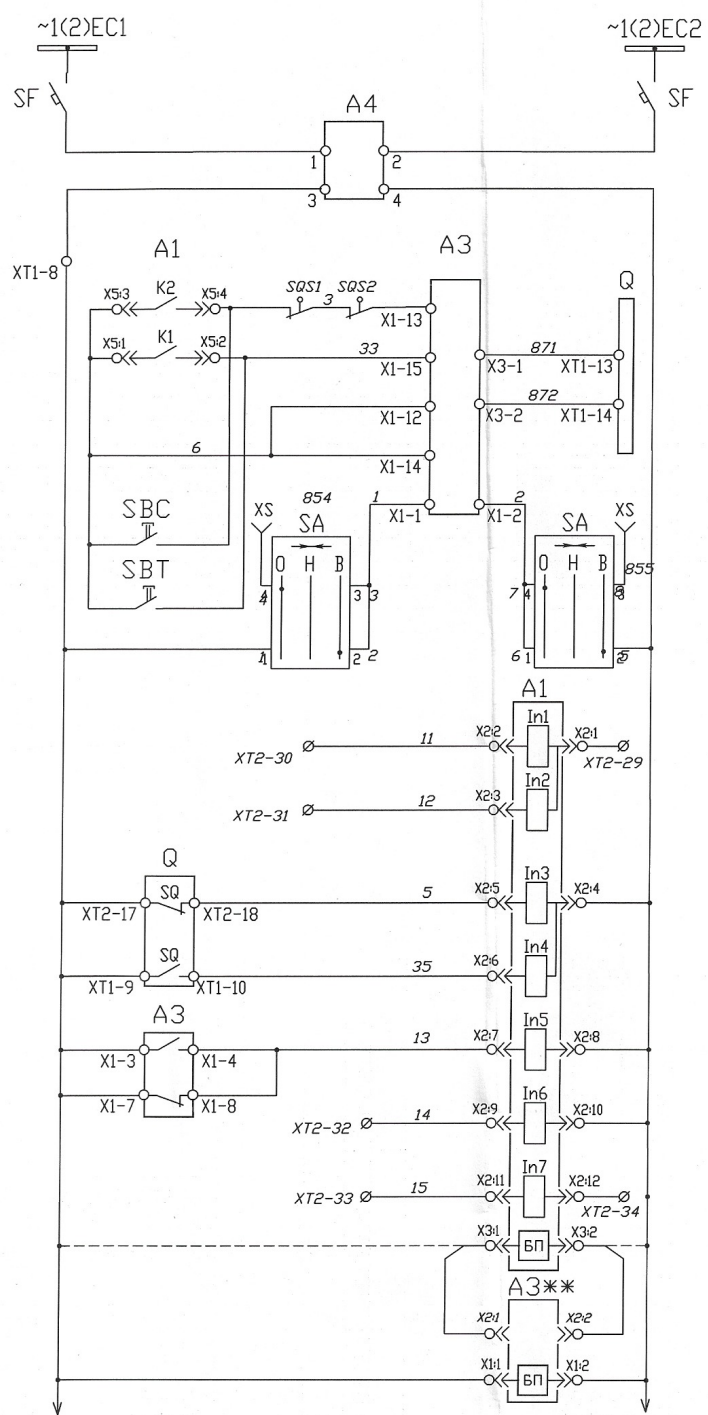 ~1(2)EC1 ~1(2)EC2
SF SF
A4
1 2
3 4
XT1-8
A1 A3 Q
X5:3 K2 X5:4 SQS1 3 SQS2
X1-13
X5:1 K1 X5:2 33 871
X1-15 X3-1 XT1-13
872
X1-12 X3-2 XT1-14
6
X1-14
854 1 2
X1-1 X1-2
SBC XS SA SA XS
O H B O H B
SBT
4 3 3 7 4 855
1 2 2 6 1 2
A1
In1
11 X2:2 X2:1
XT2-30 XT2-29
In2
12 X2:3
XT2-31
Q
In3
SQ 5 X2:5 X2:4
XT2-17 XT2-18
In4
SQ 35 X2:6
XT1-9 XT1-10
A3
In5
13 X2:7 X2:8
X1-3 X1-4
In6
X1-7 X1-8
14 X2:9 X2:10
XT2-32
In7
15 X2:11 X2:12
XT2-33 XT2-34
X3:1 БП X3:2
A3**
X2:1 X2:2
X1:1 БП X1:2